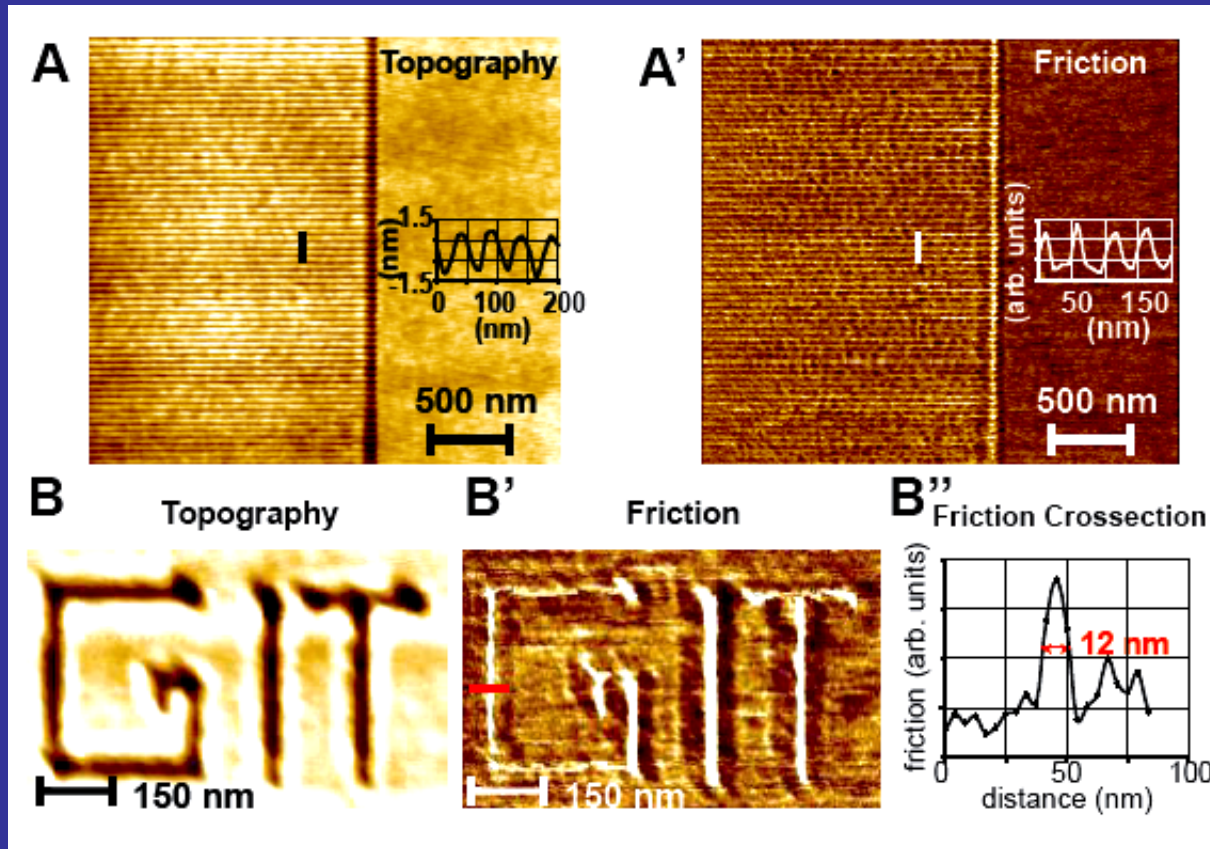 A
Topography
1.5
(nm)
-1.5
0 100 200
(nm)
500 nm
A’
Friction
(arb. units)
50 150
(nm)
500 nm
B
Topography
GIT
150 nm
B’
Friction
GIT
150 nm
B’’
Friction Crossection
friction (arb. units)
12 nm
0 50 100
distance (nm)